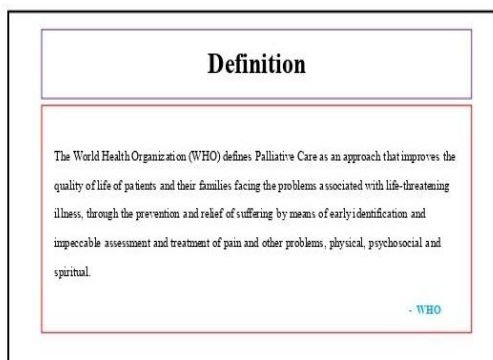 Definition
The World Health Organization (WHO) defines Palliative Care as an approach that improves the
quality of life of patients and their families facing the problems associated with life-threatening
illness, through the prevention and relief of suffering by means of early identification and
impeccable assessment and treatment of pain and other problems, physical, psychosocial and
spiritual.
- WHO